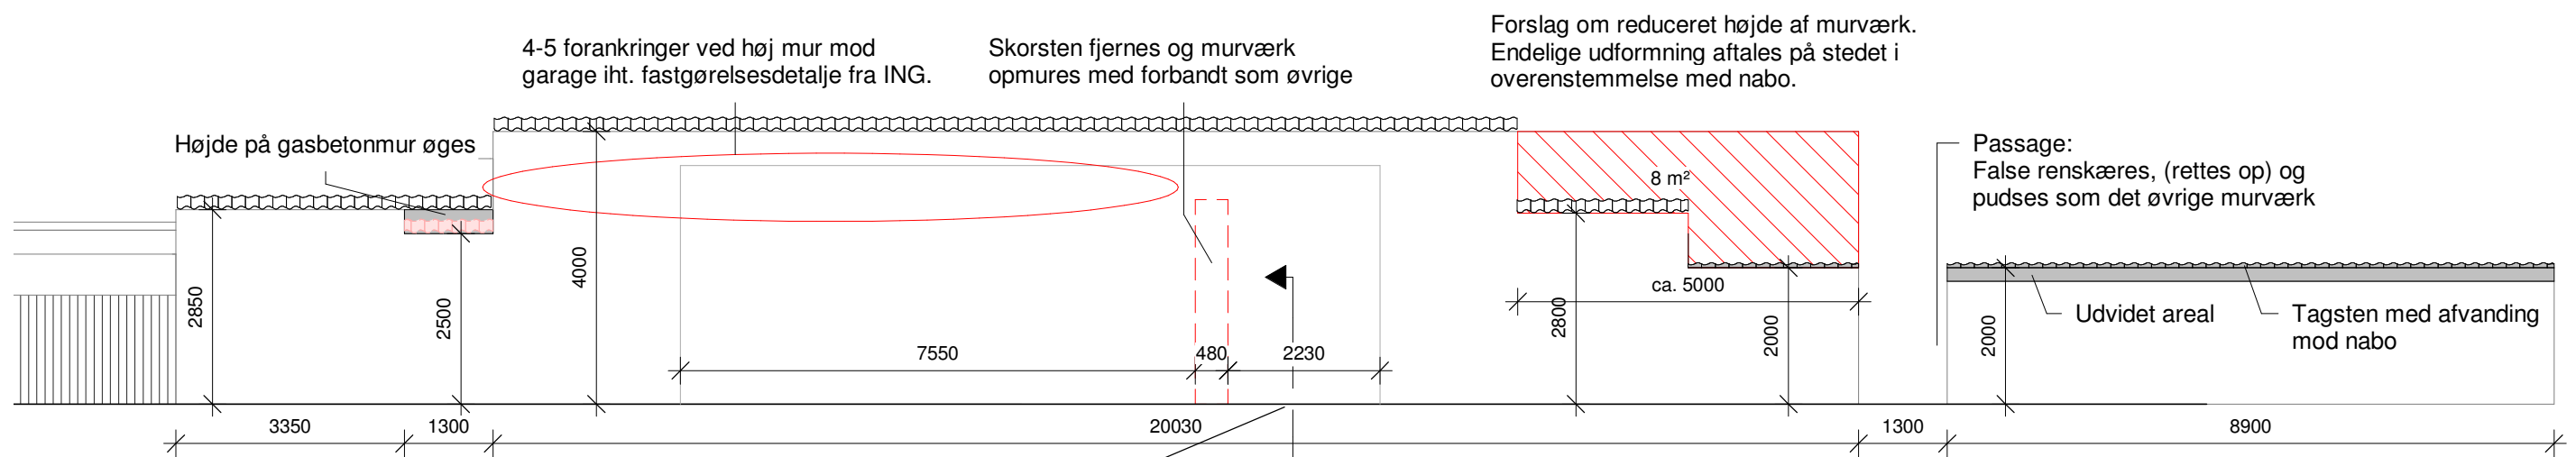 4-5 forankringer ved høj mur mod
garage iht. fastgørelsesdetalje fra ING.
Skorsten fjernes og murværk
opmures med forbandt som øvrige
Forslag om reduceret højde af murværk.
Endelige udformning aftales på stedet i
overenstemmelse med nabo.
Højde på gasbetonmur øges
Passage:
False renskæres, (rettes op) og
pudses som det øvrige murværk
8 m²
ca. 5000
Udvidet areal
Tagsten med afvanding
mod nabo
2850
2500
4000
7550
480
2230
2800
2000
2000
3350
1300
20030
1300
8900